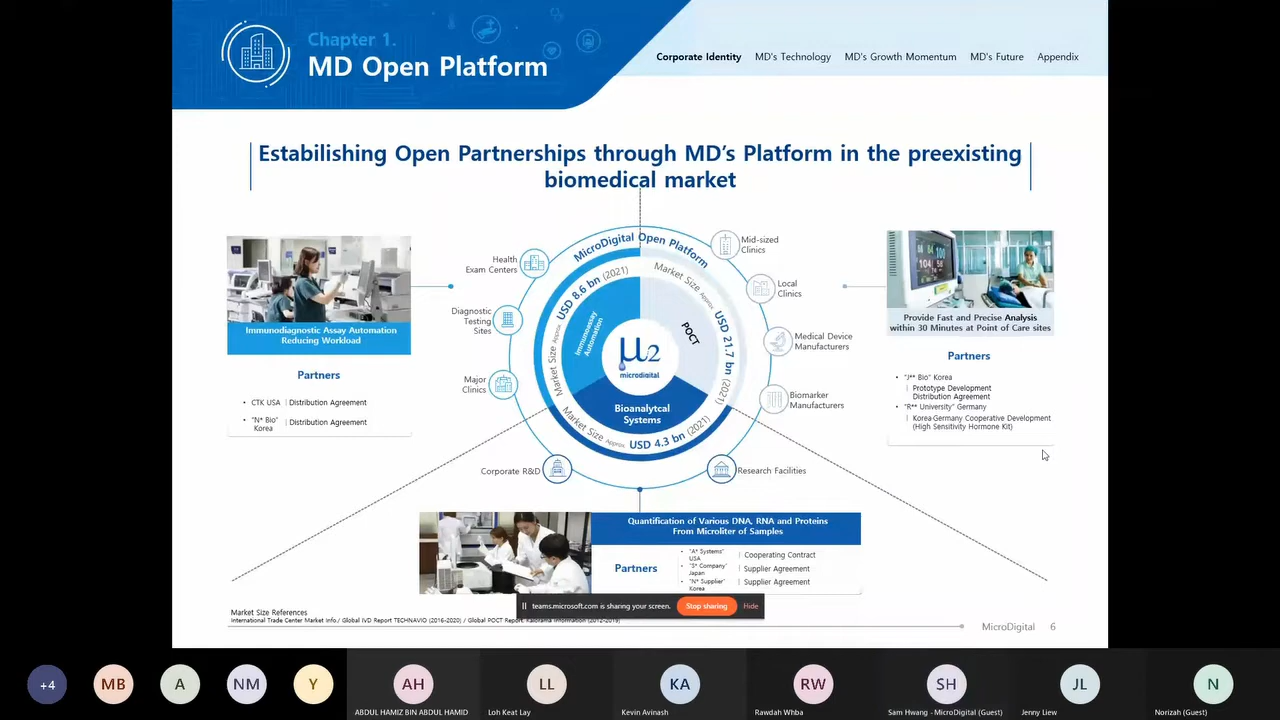 Chapter 1.
MD Open Platform
Corporate Identity
MD's Technology
MD's Growth Momentum
MD's Future
Appendix
Estabilishing Open Partnerships through MD's Platform in the preexisting
biomedical market
Immunodiagnostic Assay Automation
Reducing Workload
Partners
• CTK USA | Distribution Agreement
• "N* Bio"
Korea
| Distribution Agreement
Health
Exam Centers
Diagnostic
Testing
Sites
Major
Clinics
Corporate R&D
MicroDigital Open Platform
Market Size Approx. USD 8.6 bn (2021)
Immunoassay
Automation
Market Size Approx. USD 21.7 bn (2021)
POCT
μ2
microdigital
Bioanalytcal
Systems
Market Size Approx. USD 4.3 bn (2021)
Mid-sized
Clinics
Local
Clinics
Medical Device
Manufacturers
Biomarker
Manufacturers
Research Facilities
Provide Fast and Precise Analysis
within 30 Minutes at Point of Care sites
Partners
• "J** Bio" Korea
| Prototype Development
Distribution Agreement
• "R** University" Germany
| Korea-Germany Cooperative Development
(High Sensitivity Hormone Kit)
Quantification of Various DNA, RNA and Proteins
From Microliter of Samples
Partners
• "A* Systems"
USA
| Cooperating Contract
• "S* Company"
Japan
| Supplier Agreement
• "N* Supplier"
Korea
| Supplier Agreement
teams.microsoft.com is sharing your screen.
Stop sharing
Hide
Market Size References
International Trade Center Market Info./ Global IVD Report TECHNAVIO (2016-2020) / Global POCT Report. Kalorama Information (2012-2019)
MicroDigital 6
+4
MB
A
NM
Y
AH
ABDUL HAMIZ BIN ABDUL HAMID
LL
Loh Keat Lay
KA
Kevin Avinash
RW
Rawdah Whba
SH
Sam Hwang - MicroDigital (Guest)
JL
Jenny Liew
N
Norizah (Guest)